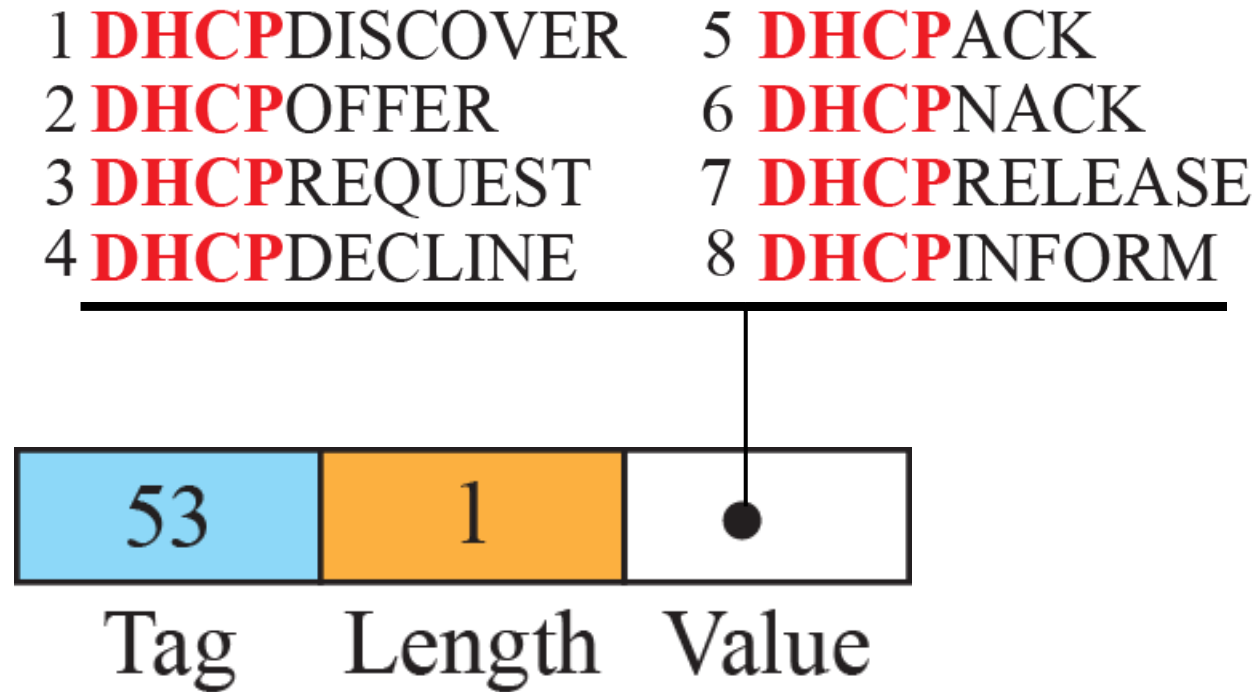 1 DHCPDISCOVER 5 DHCPACK
2 DHCPOFFER 6 DHCPNACK
3 DHCPREQUEST 7 DHCPRELEASE
4 DHCPDECLINE 8 DHCPINFORM
53 1
Tag Length Value